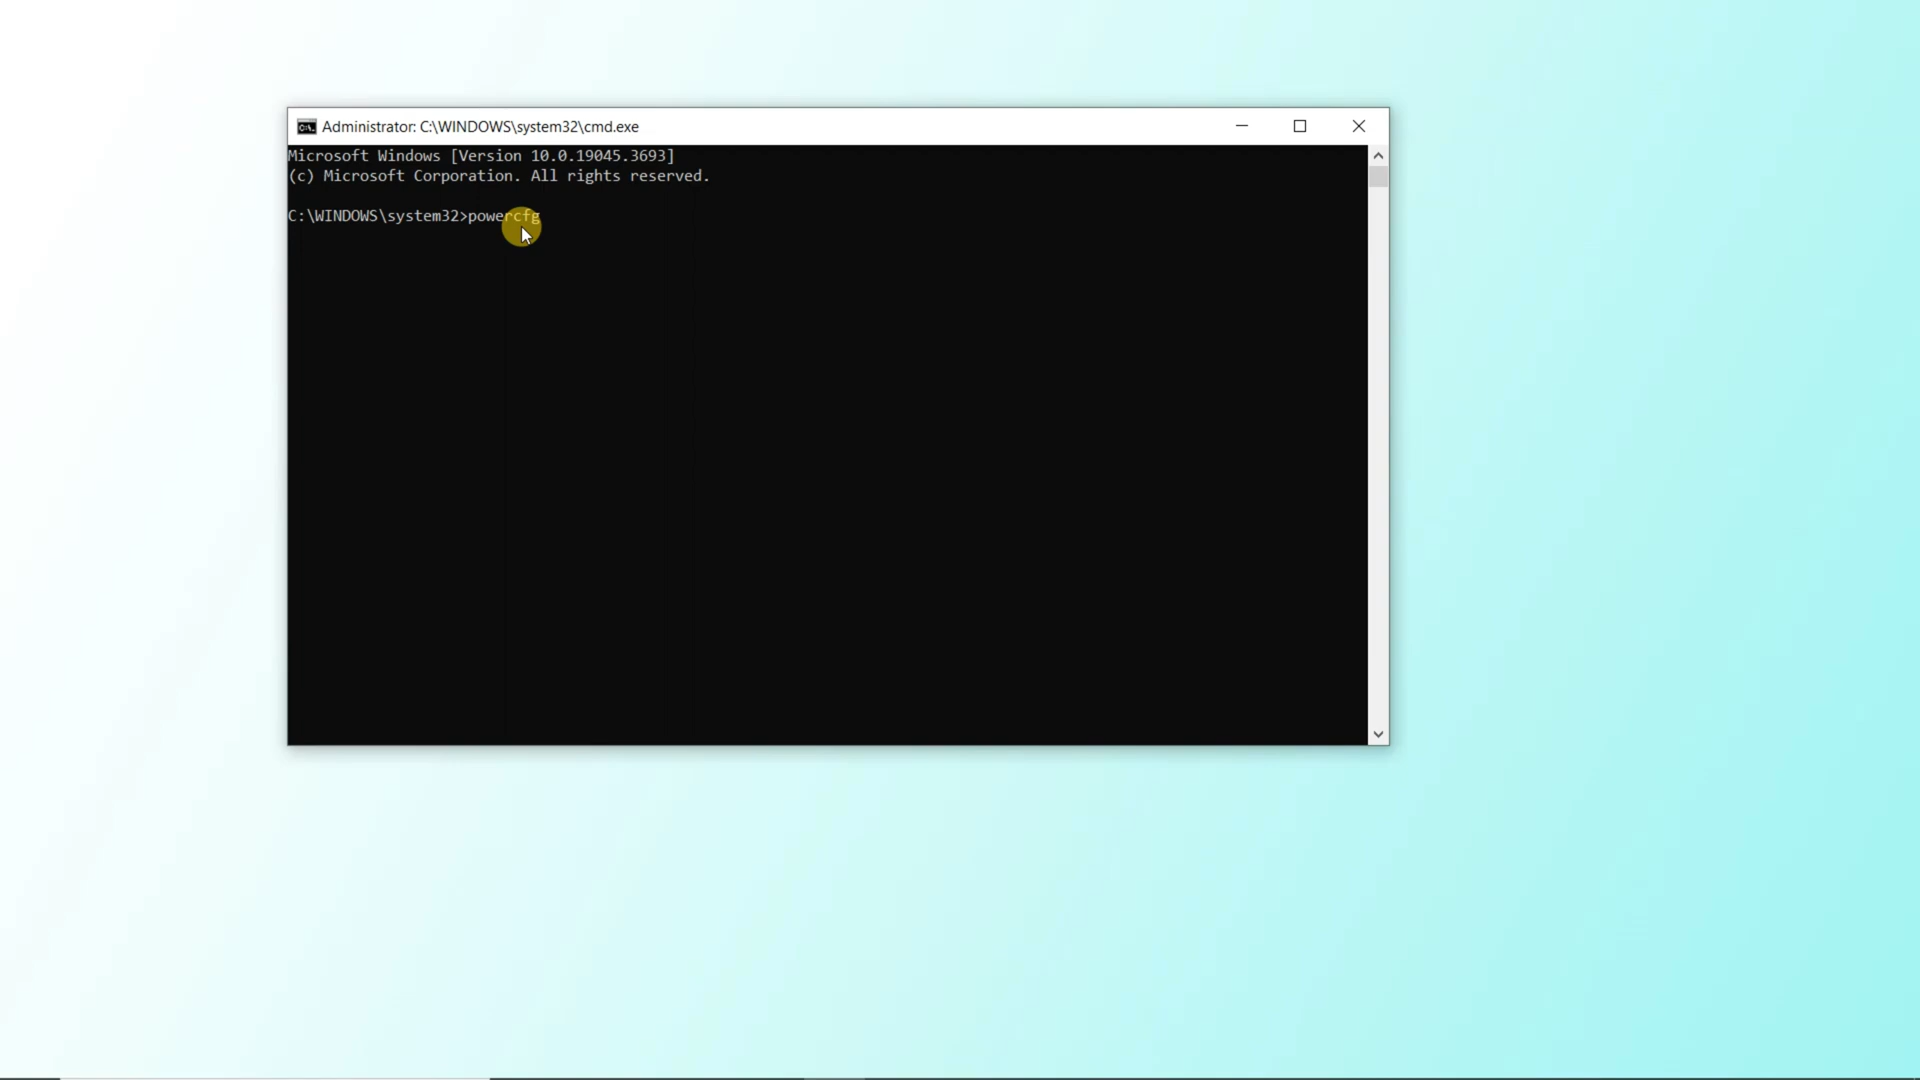 Administrator: C:\WINDOWS\system32\cmd.exe
Microsoft Windows [Version 10.0.19045.3693]
(c) Microsoft Corporation. All rights reserved.
C:\WINDOWS\system32>powercfg